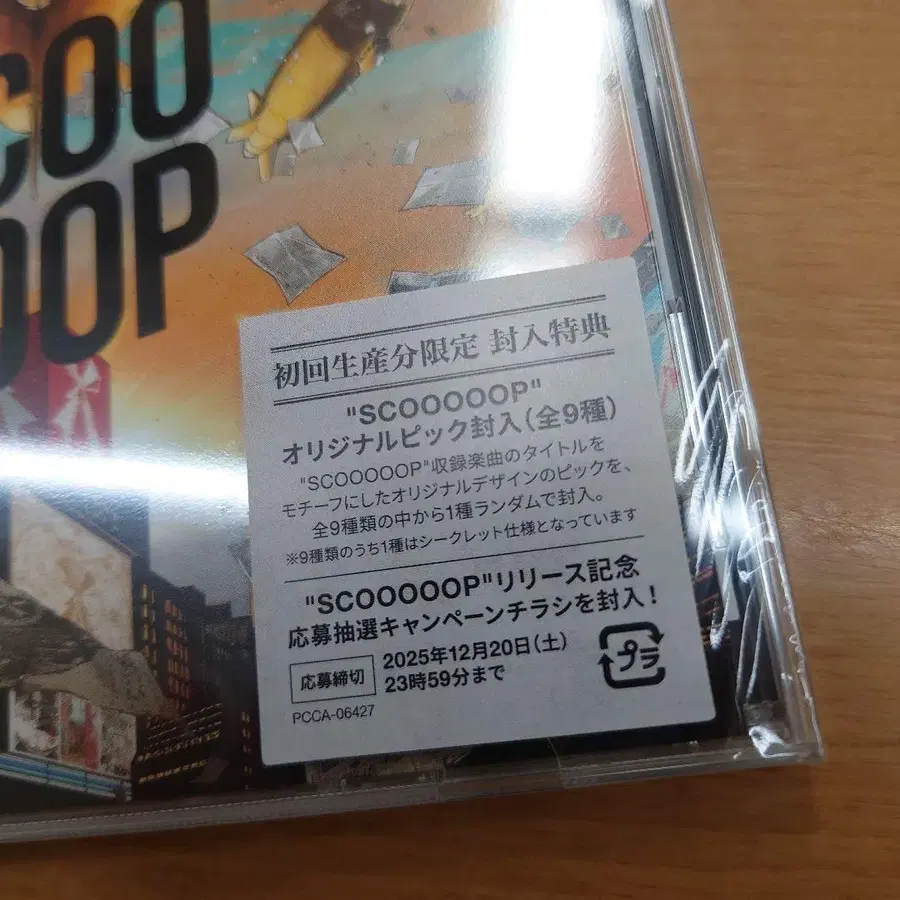 COO
OOP
初回生産分限定 封入特典
"SCOOOOOP"
オリジナルピック封入(全9種)
"SCOOOOOP"収録楽曲のタイトルを
モチーフにしたオリジナルデザインのピックを、
全9種類の中から1種ランダムで封入。
※9種類のうち1種はシークレット仕様となっています
"SCOOOOOP"リリース記念
応募抽選キャンペーンチラシを封入!
応募締切
2025年12月20日(土)
23時59分まで
プラ
PCCA-06427